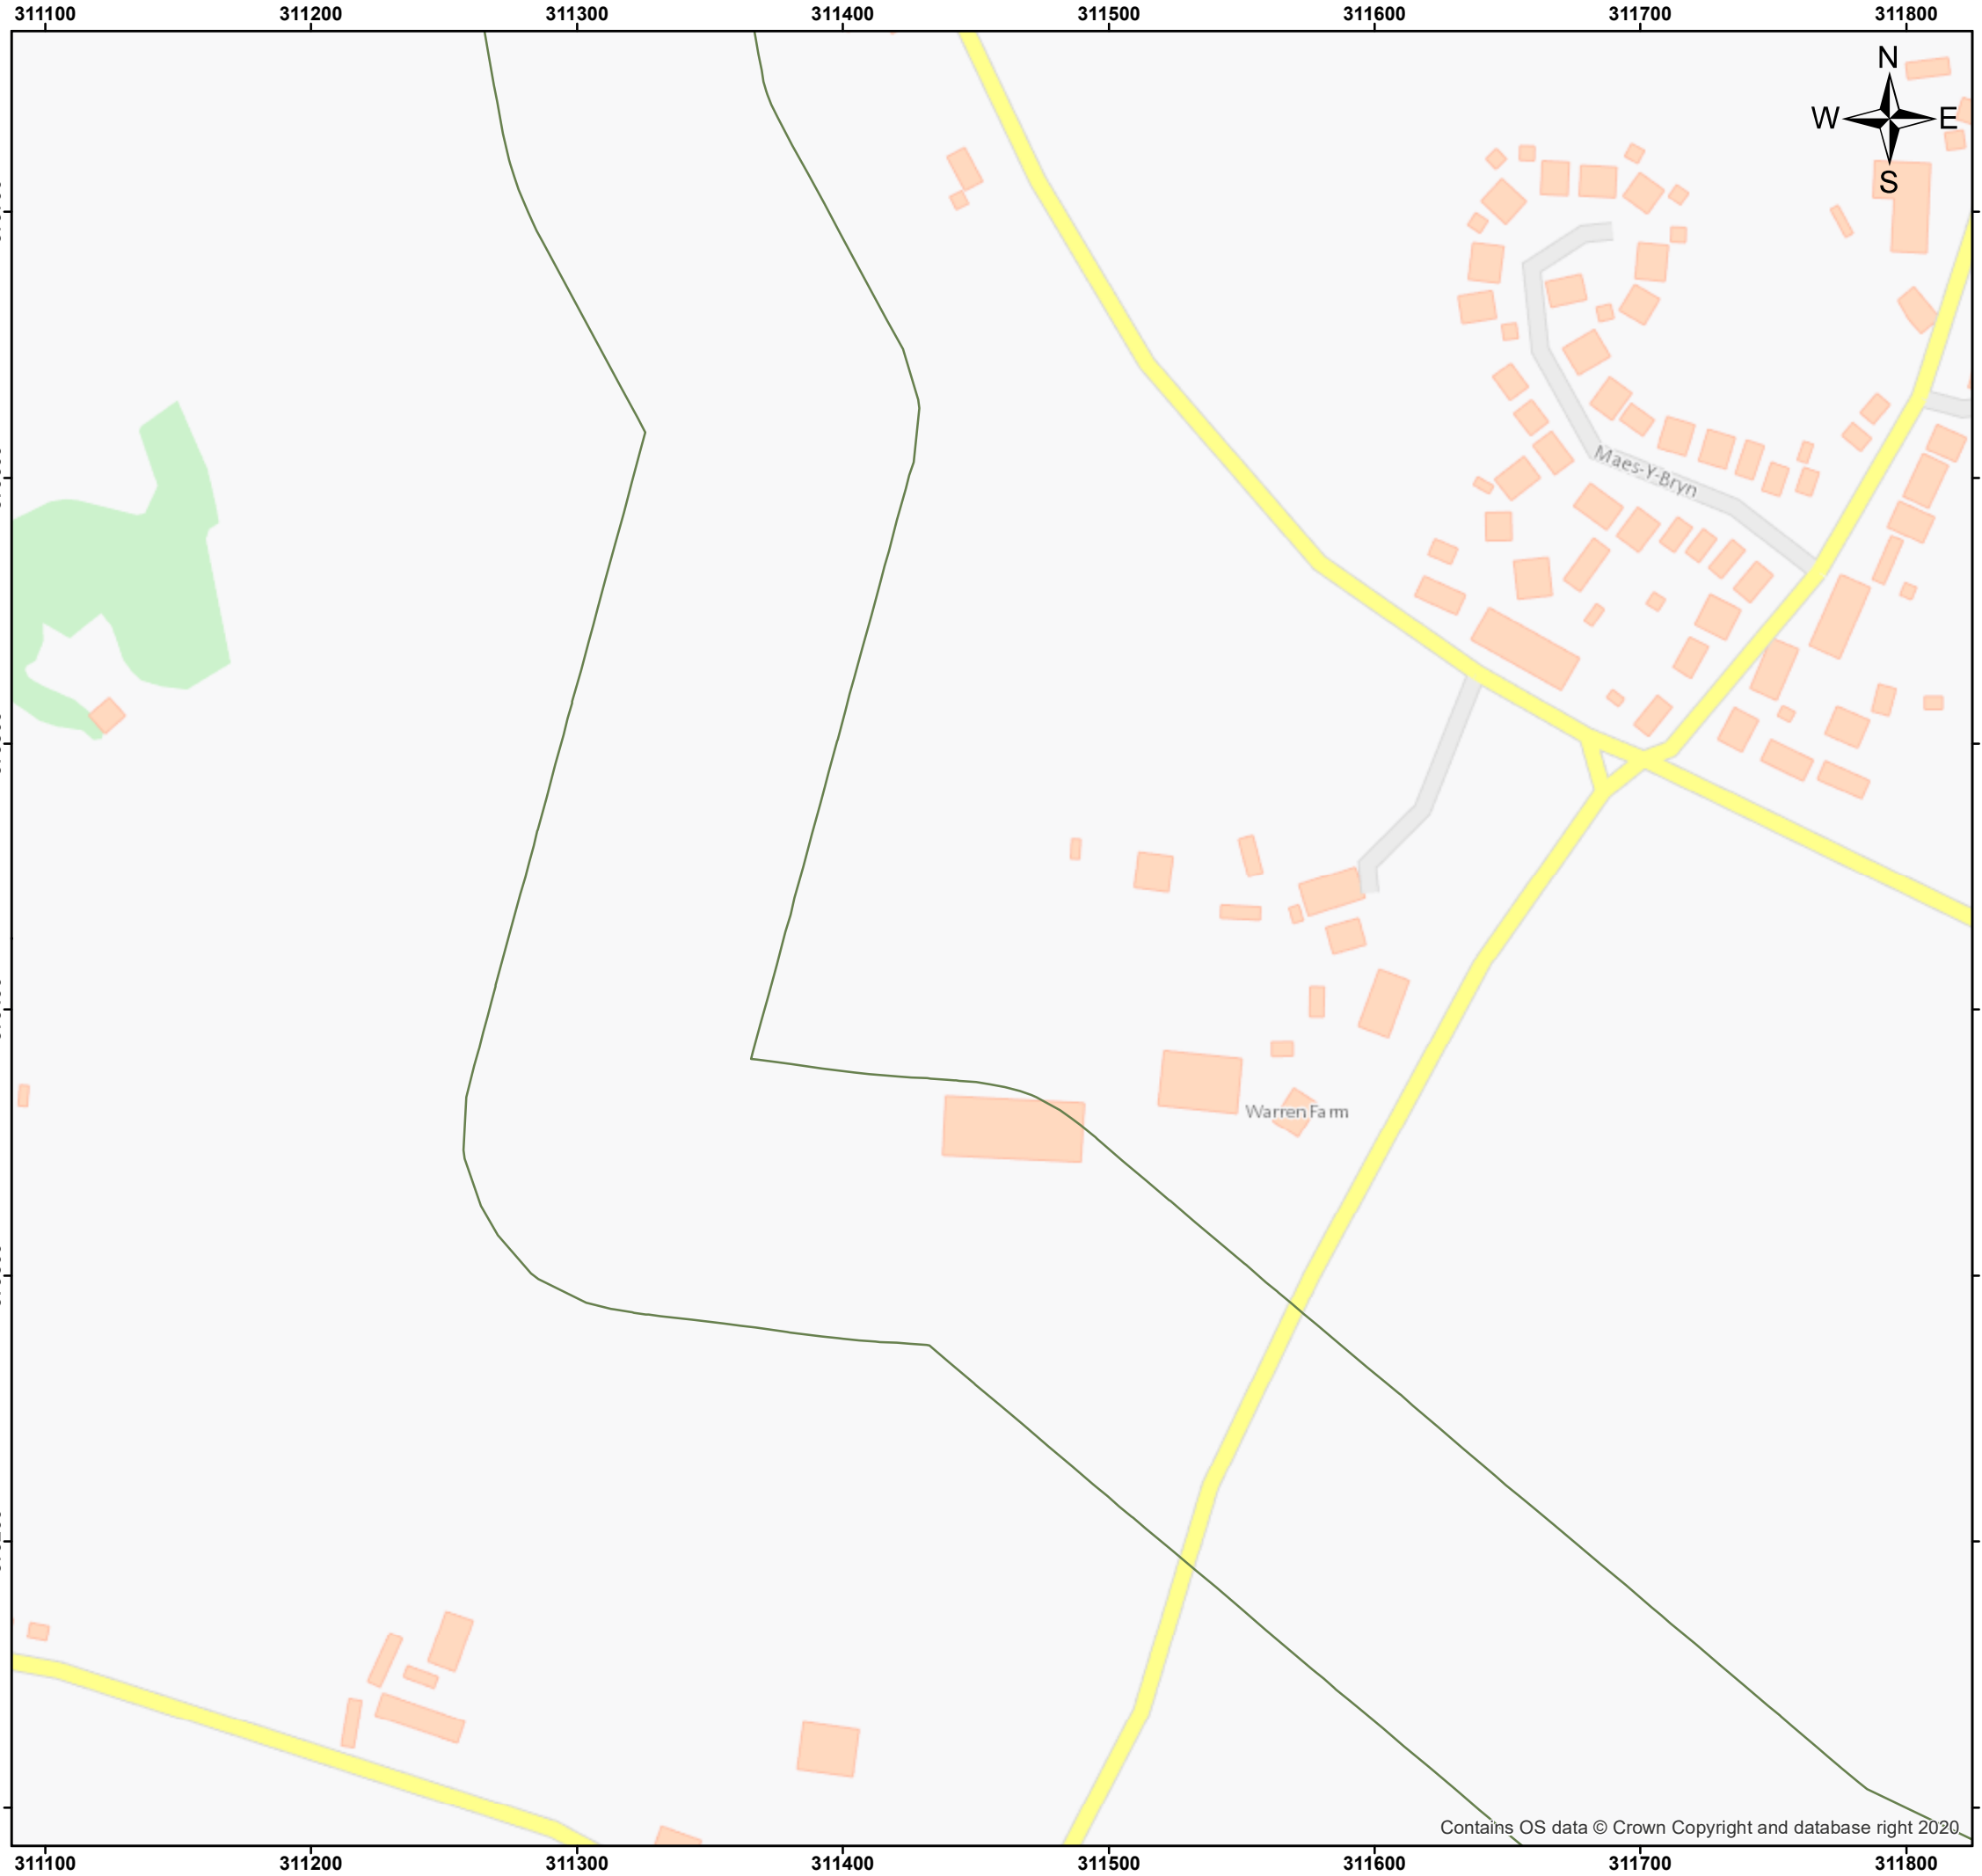 311100 311200 311300 311400 311500 311600 311700 311800
N
W E
S
Maes-Y-Bryn
Warren Farm
Contains OS data © Crown Copyright and database right 2020
311100 311200 311300 311400 311500 311600 311700 311800